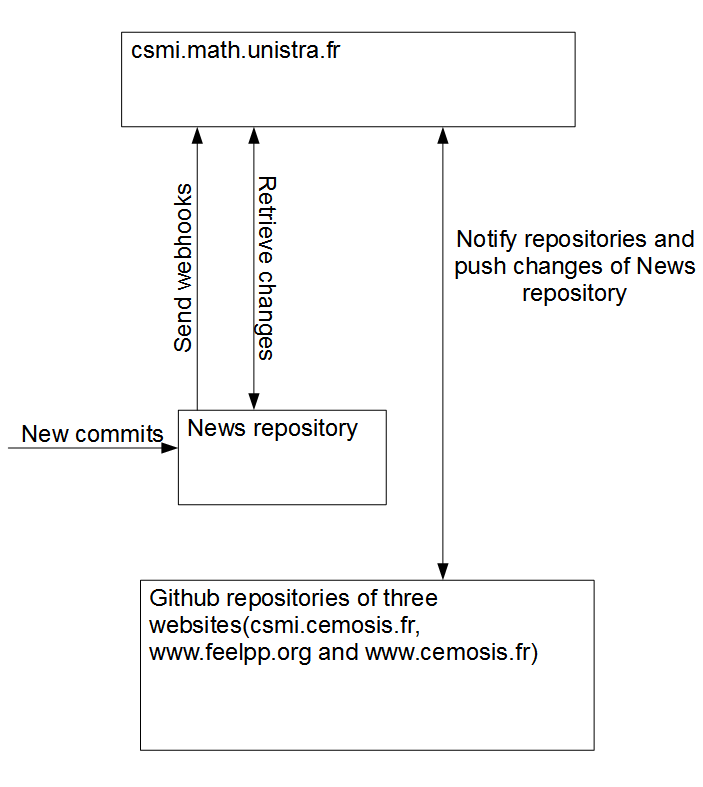 csmi.math.unistra.fr
Send webhooks
Retrieve changes
Notify repositories and
push changes of News
repository
New commits
News repository
Github repositories of three
websites(csmi.cemosis.fr,
www.feelpp.org and www.cemosis.fr)